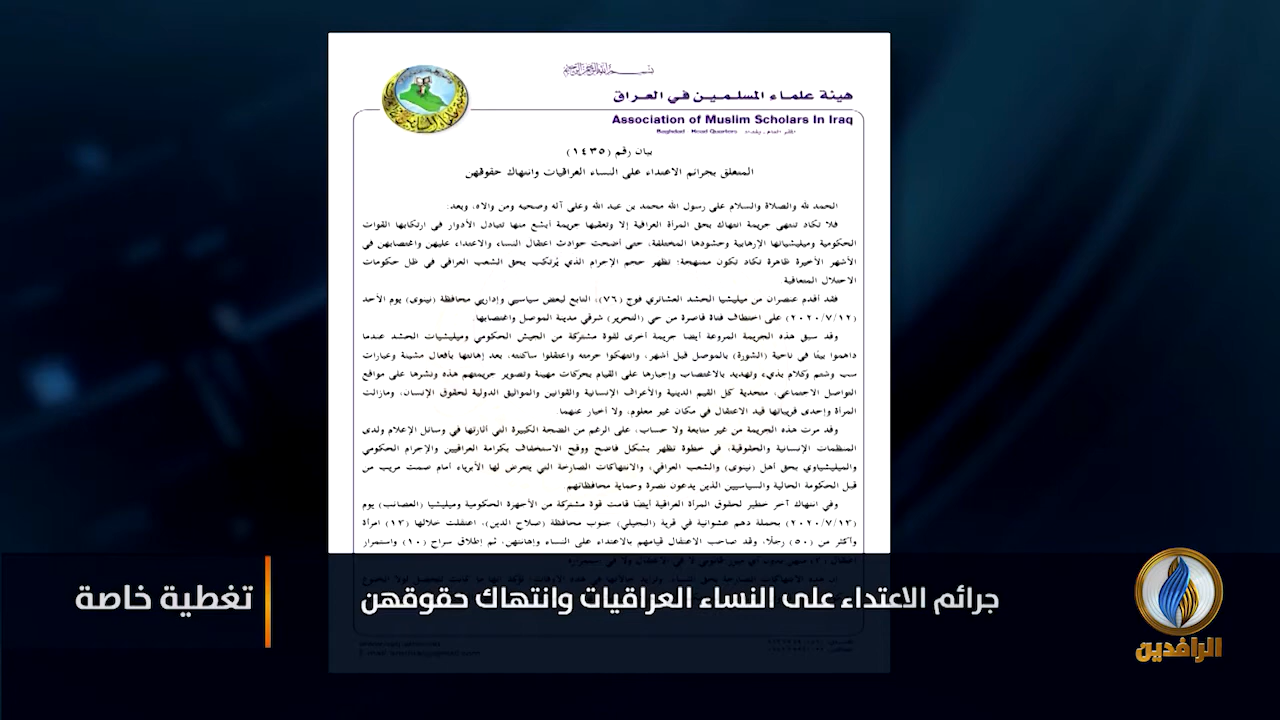 بسم الله الرحمن الرحيم
هيئة علماء المسلمين في العراق
Association of Muslim Scholars In Iraq
Baghdad Head Quarters المقر العام ـ بغداد
بيان رقم (١٤٣٥)
المتعلق بجرائم الاعتداء على النساء العراقيات وانتهاك حقوقهن
الحمد لله والصلاة والسلام على رسول الله محمد بن عبد الله وعلى آله وصحبه ومن والاه، وبعد:
فلا تكاد تنتهي جريمة انتهاك بحق المرأة العراقية إلا وتعقبها جريمة أبشع منها تتبادل الأدوار في ارتكابها القوات
الحكومية وميليشياتها الإرهابية وحشودها المختلفة، حتى أضحت حوادث اعتقال النساء والاعتداء عليهن واغتصابهن في
الأشهر الأخيرة ظاهرة تكاد تكون ممنهجة؛ تظهر حجم الإجرام الذي يُرتكب بحق الشعب العراقي في ظل حكومات
الاحتلال المتعاقبة.
فقد أقدم عنصران من ميليشيا الحشد العشائري فوج (٧٦)، التابع لبعض سياسيي وإداريي محافظة (نينوى) يوم الأحد
(٢٠٢٠/٧/١٢) على اختطاف فتاة قاصرة من حي (التحرير) شرقي مدينة الموصل واغتصابها.
وقد سبق هذه الجريمة المروعة أيضا جريمة أخرى لقوة مشتركة من الجيش الحكومي وميليشيات الحشد عندما
داهموا بيتًا في ناحية (الشورة) بالموصل قبل أشهر، وانتهكوا حرمته واعتقلوا ساكنته، بعد إهانتها بأفعال مشينة وعبارات
سب وشتم وكلام بذيء وتهديد بالاغتصاب وإجبارها على القيام بحركات مهينة وتصوير جريمتهم هذه ونشرها على مواقع
التواصل الاجتماعي، متحدية كل القيم الدينية والأعراف الإنسانية والقوانين والمواثيق الدولية لحقوق الإنسان، ومازالت
المرأة وإحدى قريباتها قيد الاعتقال في مكان غير معلوم، ولا أخبار عنهما.
وقد مرت هذه الجريمة من غير متابعة ولا حساب، على الرغم من الضجة الكبيرة التي أثارتها في وسائل الإعلام ولدى
المنظمات الإنسانية والحقوقية، في خطوة تظهر بشكل فاضح ووقح الاستخفاف بكرامة العراقيين والإجرام الحكومي
والميليشياوي بحق أهل (نينوى) والشعب العراقي، والانتهاكات الصارخة التي يتعرض لها الأبرياء أمام صمت مريب من
قبل الحكومة الحالية والسياسيين الذين يدعون نصرة وحماية محافظاتهم
وفي انتهاك آخر خطير لحقوق المرأة العراقية أيضًا قامت قوة مشتركة من الأجهزة الحكومية وميليشيا (العصائب) يوم
(٢٠٢٠/٧/١٣) بحملة دهم عشوائية في قرية (البجيلي) جنوب محافظة (صلاح الدين)، اعتقلت خلالها (١٣) امرأة
وأكثر من (٥٠) رجلًا، وقد صاحب الاعتقال قيامهم بالاعتداء على النساء وإهانتهن، ثم إطلاق سراح (١٠) واستمرار
جرائم الاعتداء على النساء العراقيات وانتهاك حقوقهن
تغطية خاصة
الرافدين